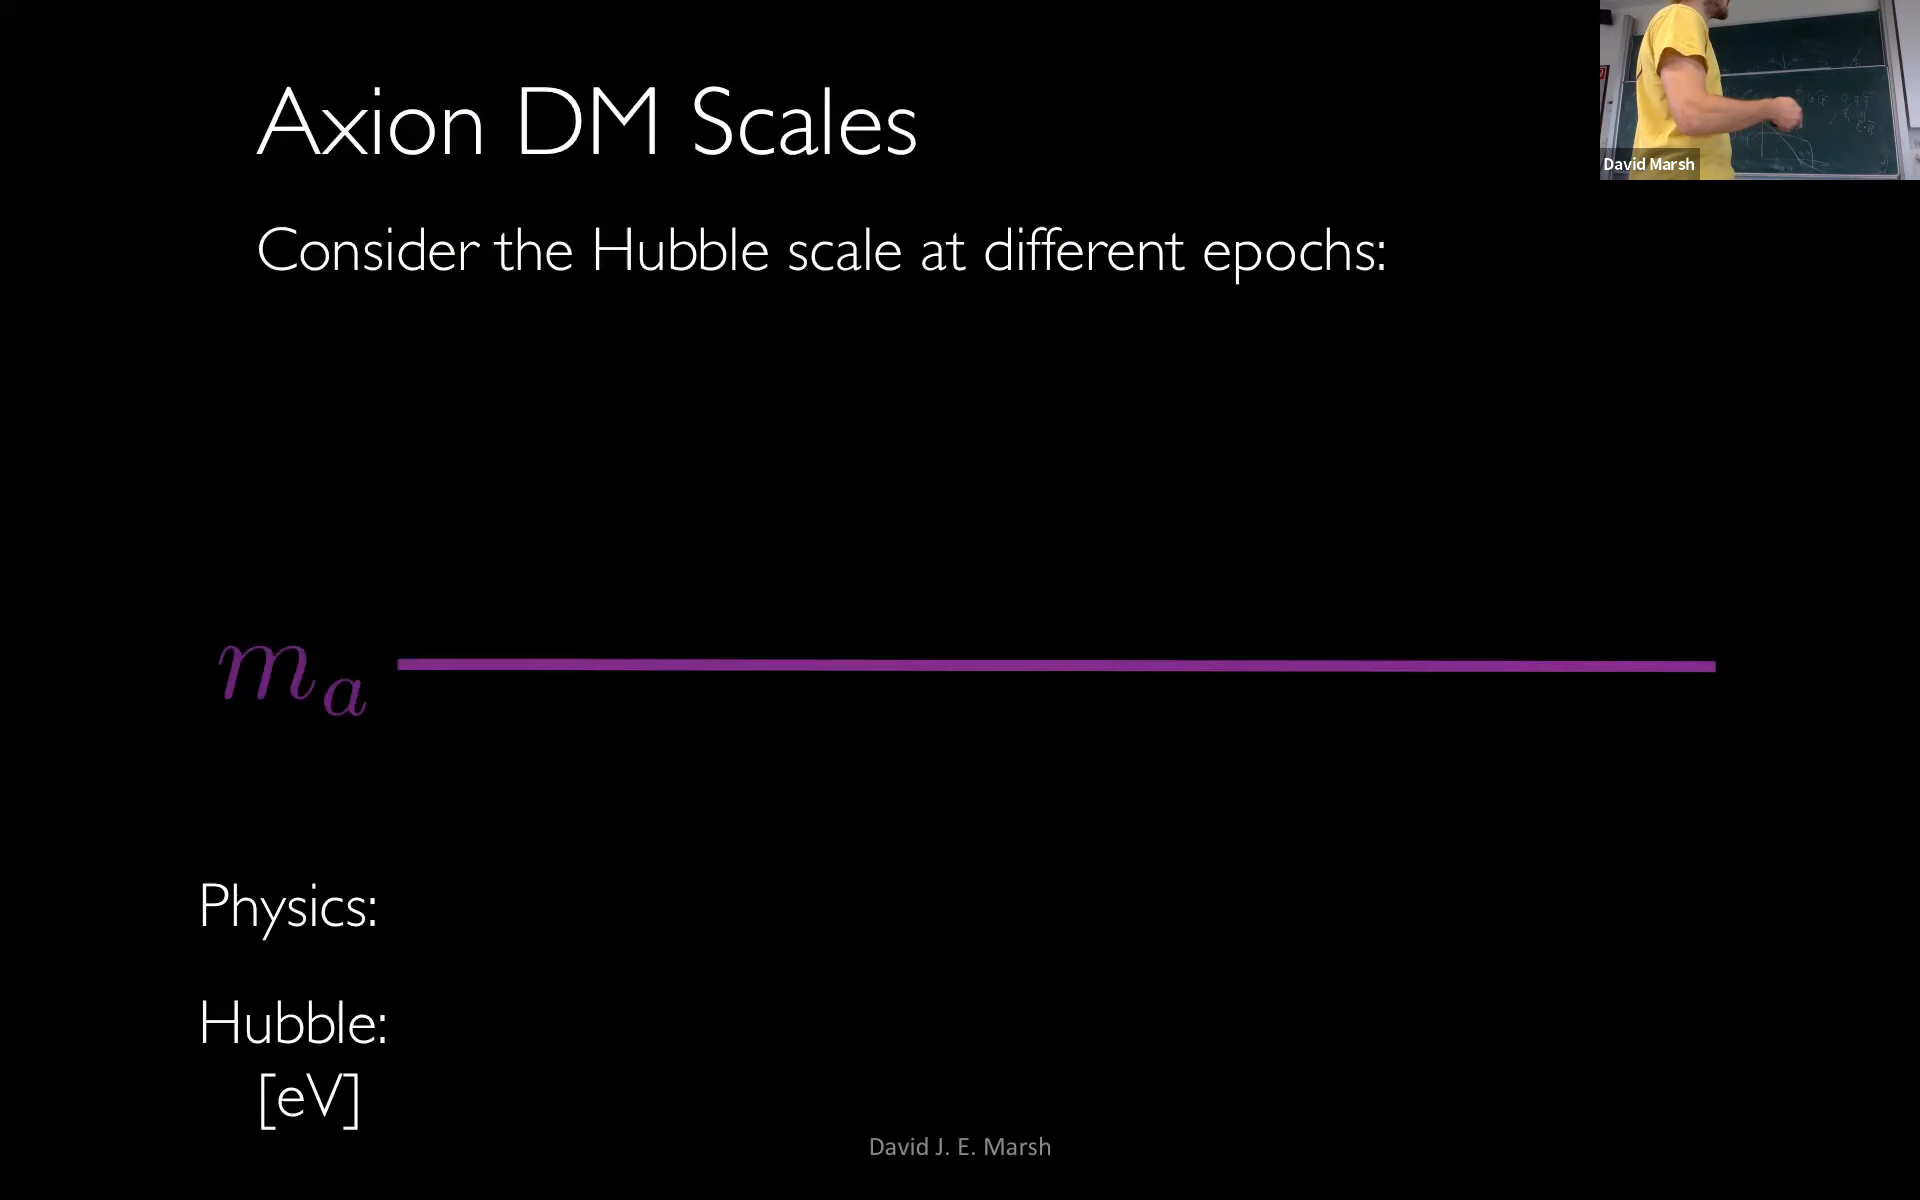 Axion DM Scales
David Marsh
Consider the Hubble scale at different epochs:
m_a
Physics:
Hubble:
[eV]
David J. E. Marsh